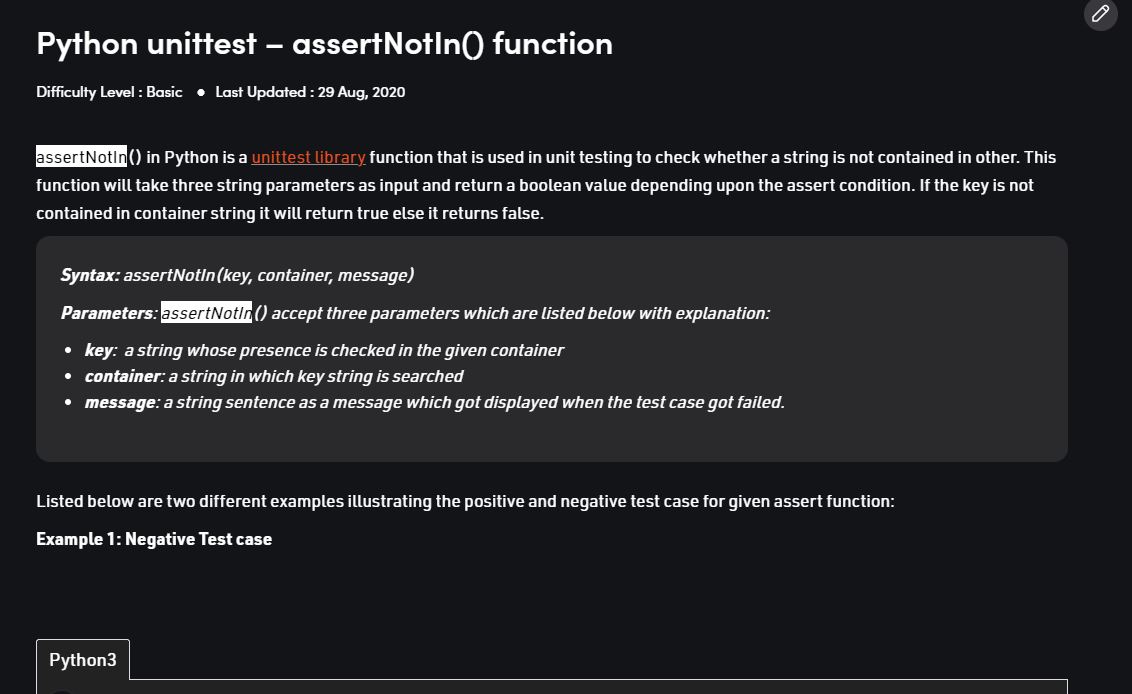 Python unittest – assertNotIn() function
Difficulty Level : Basic ● Last Updated : 29 Aug, 2020
assertNotIn() in Python is a unittest library function that is used in unit testing to check whether a string is not contained in other. This
function will take three string parameters as input and return a boolean value depending upon the assert condition. If the key is not
contained in container string it will return true else it returns false.
Syntax: assertNotIn(key, container, message)
Parameters: assertNotIn() accept three parameters which are listed below with explanation:
• key:  a string whose presence is checked in the given container
• container: a string in which key string is searched
• message: a string sentence as a message which got displayed when the test case got failed.
Listed below are two different examples illustrating the positive and negative test case for given assert function:
Example 1: Negative Test case
Python3